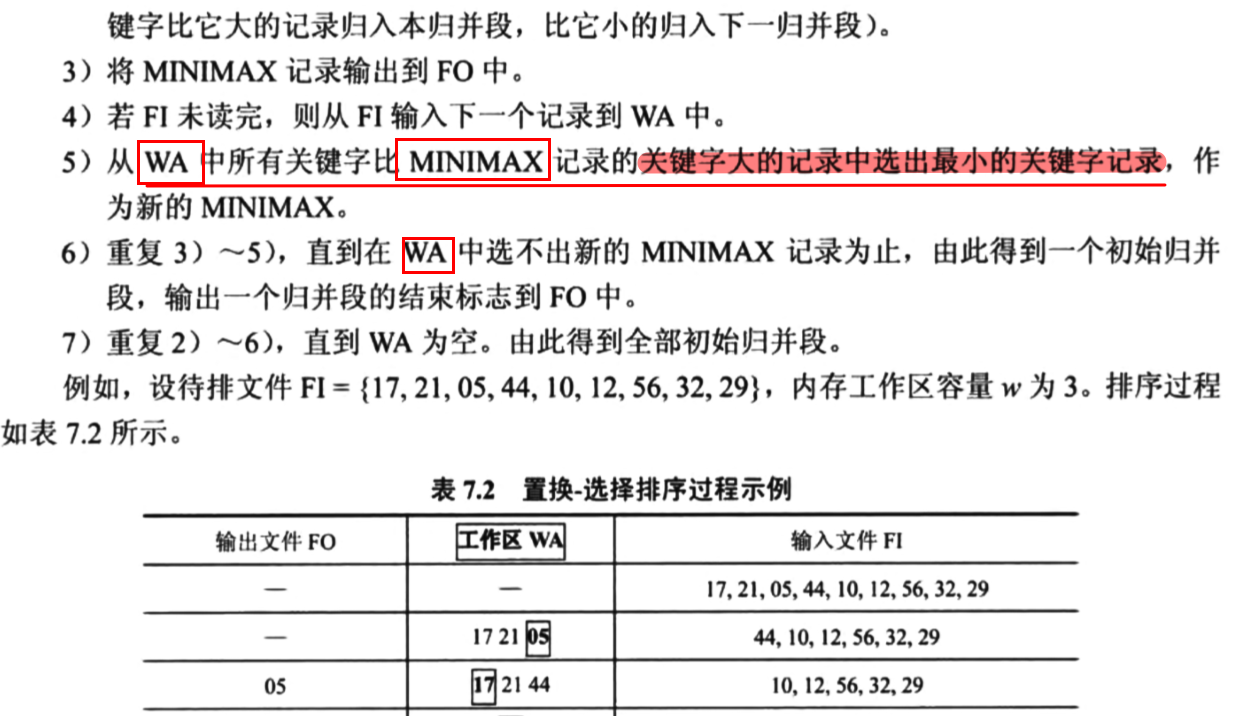 键字比它大的记录归入本归并段，比它小的归入下一归并段）。
3）将 MINIMAX 记录输出到 FO 中。
4）若 FI 未读完，则从 FI 输入下一个记录到 WA 中。
5）从 WA 中所有关键字比 MINIMAX 记录的关键字大的记录中选出最小的关键字记录，作
为新的 MINIMAX。
6）重复 3）～5），直到在 WA 中选不出新的 MINIMAX 记录为止，由此得到一个初始归并
段，输出一个归并段的结束标志到 FO 中。
7）重复 2）～6），直到 WA 为空。由此得到全部初始归并段。
例如，设待排文件 FI = {17, 21, 05, 44, 10, 12, 56, 32, 29}，内存工作区容量 w 为 3。排序过程
如表 7.2 所示。
表 7.2 置换-选择排序过程示例
输出文件 FO 工作区 WA 输入文件 FI
— — 17, 21, 05, 44, 10, 12, 56, 32, 29
— 17 21 05 44, 10, 12, 56, 32, 29
05 17 21 44 10, 12, 56, 32, 29